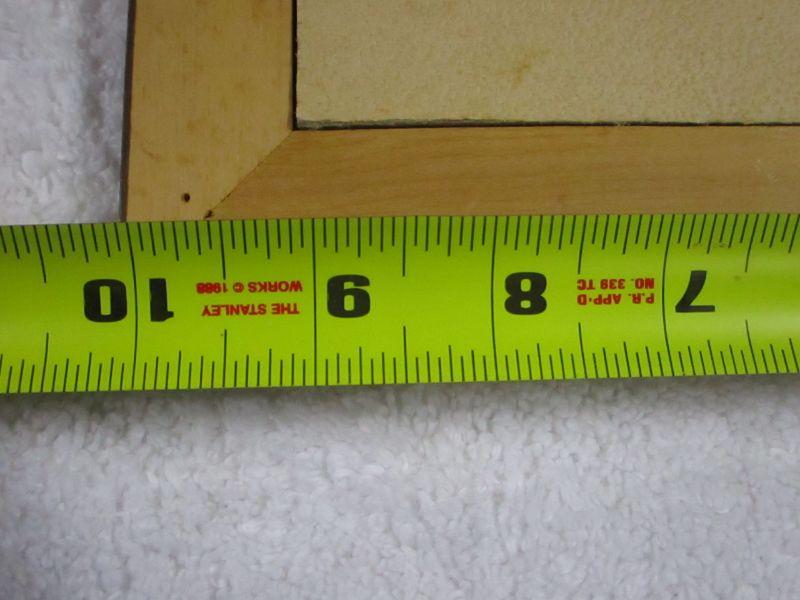 7
P.R. APP'D
NO. 339 TC
8
9
THE STANLEY
WORKS © 1988
10